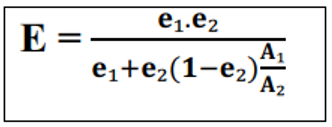 E = e₁.e₂ / e₁+e₂(1−e₂) A₁/A₂